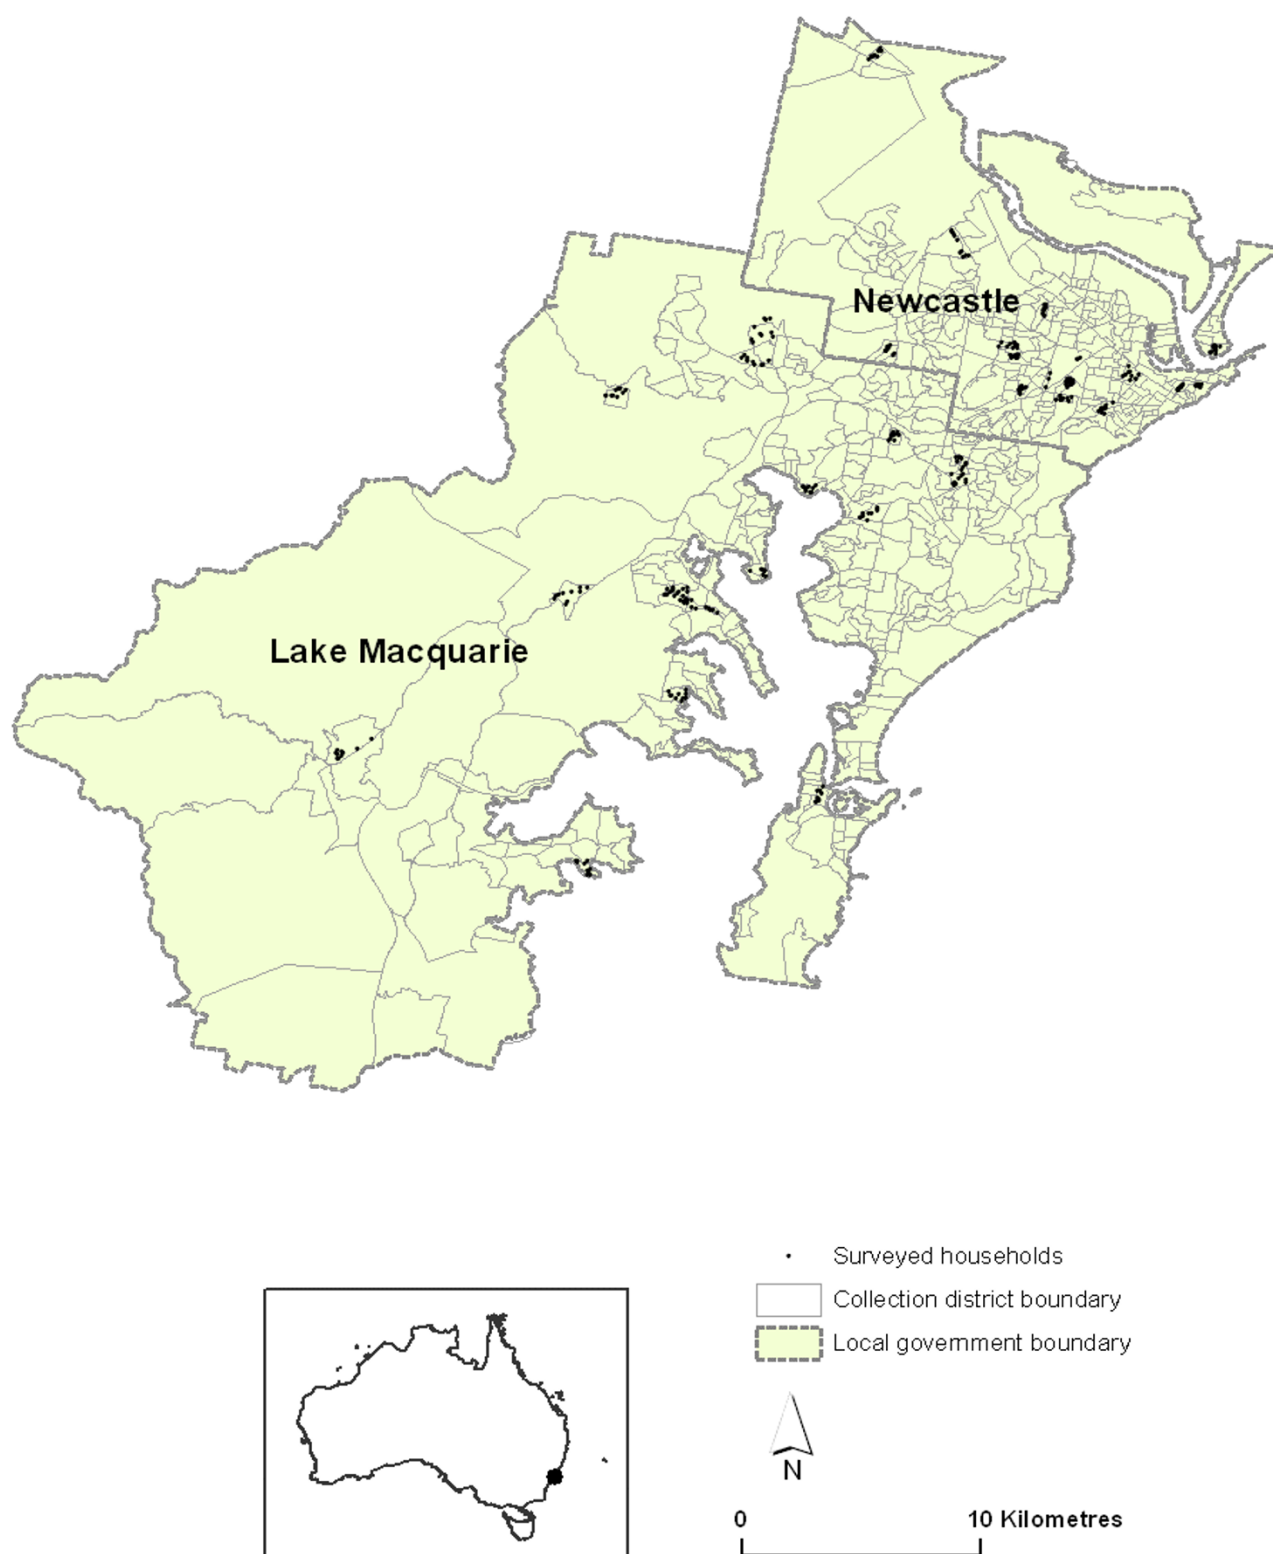 Newcastle
Lake Macquarie
Surveyed households
Collection district boundary
Local government boundary
N
0 10 Kilometres